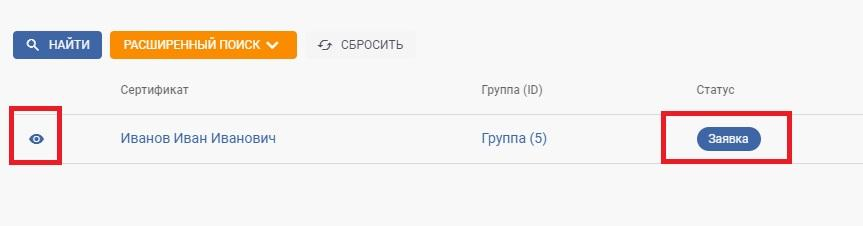 НАЙТИ РАСШИРЕННЫЙ ПОИСК СБРОСИТЬ
Сертификат Группа (ID) Статус
Иванов Иван Иванович Группа (5) Заявка